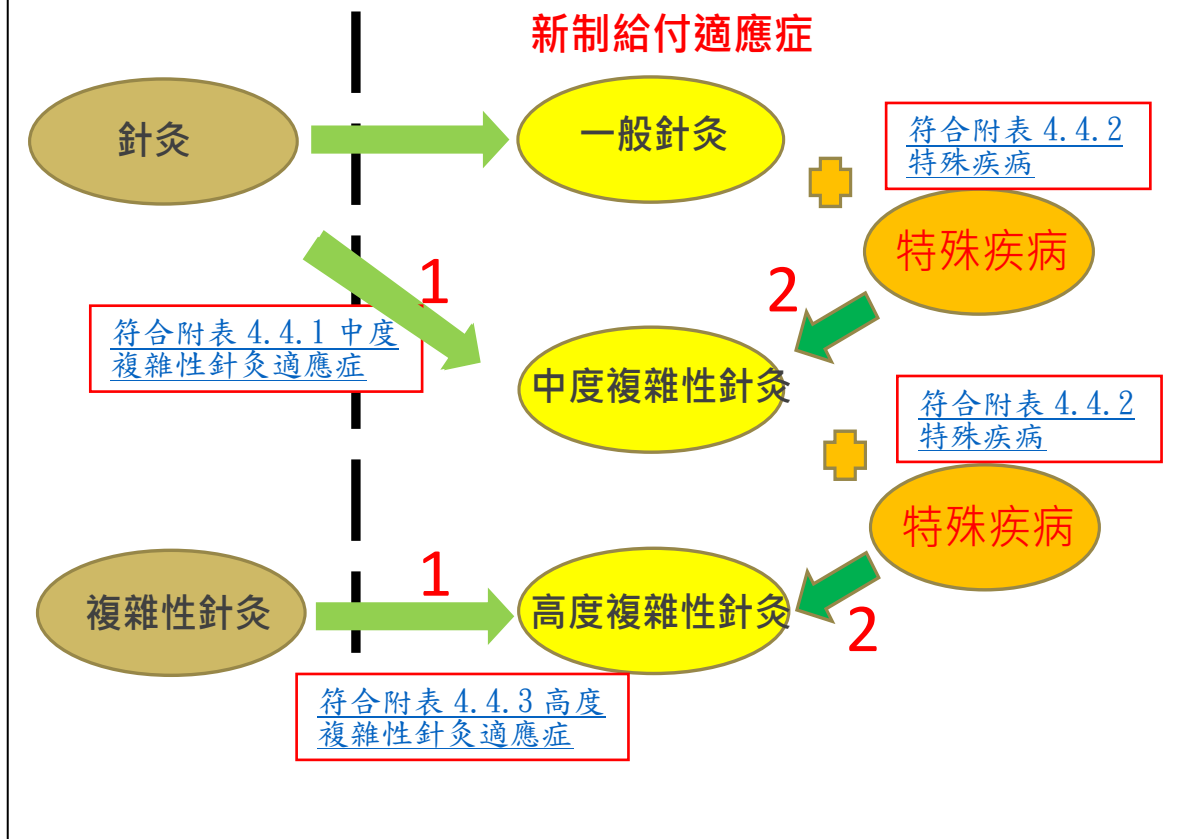 新制給付適應症
針灸
一般針灸
符合附表 4.4.2
特殊疾病
特殊疾病
1
2
符合附表 4.4.1 中度
複雜性針灸適應症
中度複雜性針灸
符合附表 4.4.2
特殊疾病
特殊疾病
1
複雜性針灸
高度複雜性針灸
2
符合附表 4.4.3 高度
複雜性針灸適應症